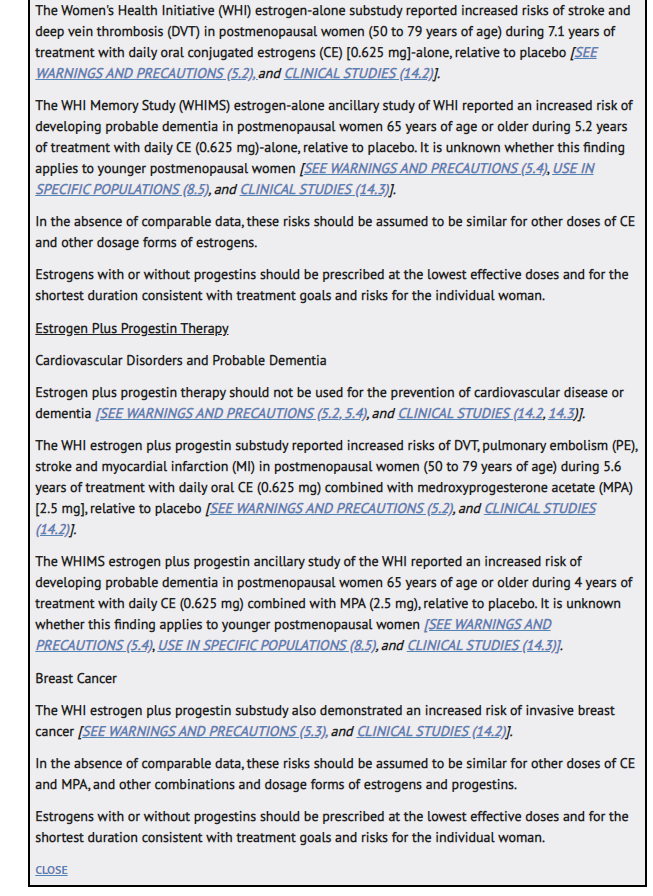 The Women's Health Initiative (WHI) estrogen-alone substudy reported increased risks of stroke and
deep vein thrombosis (DVT) in postmenopausal women (50 to 79 years of age) during 7.1 years of
treatment with daily oral conjugated estrogens (CE) [0.625 mg]-alone, relative to placebo [SEE
WARNINGS AND PRECAUTIONS (5.2), and CLINICAL STUDIES (14.2)].
The WHI Memory Study (WHIMS) estrogen-alone ancillary study of WHI reported an increased risk of
developing probable dementia in postmenopausal women 65 years of age or older during 5.2 years
of treatment with daily CE (0.625 mg)-alone, relative to placebo. It is unknown whether this finding
applies to younger postmenopausal women [SEE WARNINGS AND PRECAUTIONS (5.4), USE IN
SPECIFIC POPULATIONS (8.5), and CLINICAL STUDIES (14.3)].
In the absence of comparable data, these risks should be assumed to be similar for other doses of CE
and other dosage forms of estrogens.
Estrogens with or without progestins should be prescribed at the lowest effective doses and for the
shortest duration consistent with treatment goals and risks for the individual woman.
Estrogen Plus Progestin Therapy
Cardiovascular Disorders and Probable Dementia
Estrogen plus progestin therapy should not be used for the prevention of cardiovascular disease or
dementia [SEE WARNINGS AND PRECAUTIONS (5.2, 5.4), and CLINICAL STUDIES (14.2, 14.3)].
The WHI estrogen plus progestin substudy reported increased risks of DVT, pulmonary embolism (PE),
stroke and myocardial infarction (MI) in postmenopausal women (50 to 79 years of age) during 5.6
years of treatment with daily oral CE (0.625 mg) combined with medroxyprogesterone acetate (MPA)
[2.5 mg], relative to placebo [SEE WARNINGS AND PRECAUTIONS (5.2), and CLINICAL STUDIES
(14.2)].
The WHIMS estrogen plus progestin ancillary study of the WHI reported an increased risk of
developing probable dementia in postmenopausal women 65 years of age or older during 4 years of
treatment with daily CE (0.625 mg) combined with MPA (2.5 mg), relative to placebo. It is unknown
whether this finding applies to younger postmenopausal women [SEE WARNINGS AND
PRECAUTIONS (5.4), USE IN SPECIFIC POPULATIONS (8.5), and CLINICAL STUDIES (14.3)].
Breast Cancer
The WHI estrogen plus progestin substudy also demonstrated an increased risk of invasive breast
cancer [SEE WARNINGS AND PRECAUTIONS (5.3), and CLINICAL STUDIES (14.2)].
In the absence of comparable data, these risks should be assumed to be similar for other doses of CE
and MPA, and other combinations and dosage forms of estrogens and progestins.
Estrogens with or without progestins should be prescribed at the lowest effective doses and for the
shortest duration consistent with treatment goals and risks for the individual woman.
CLOSE